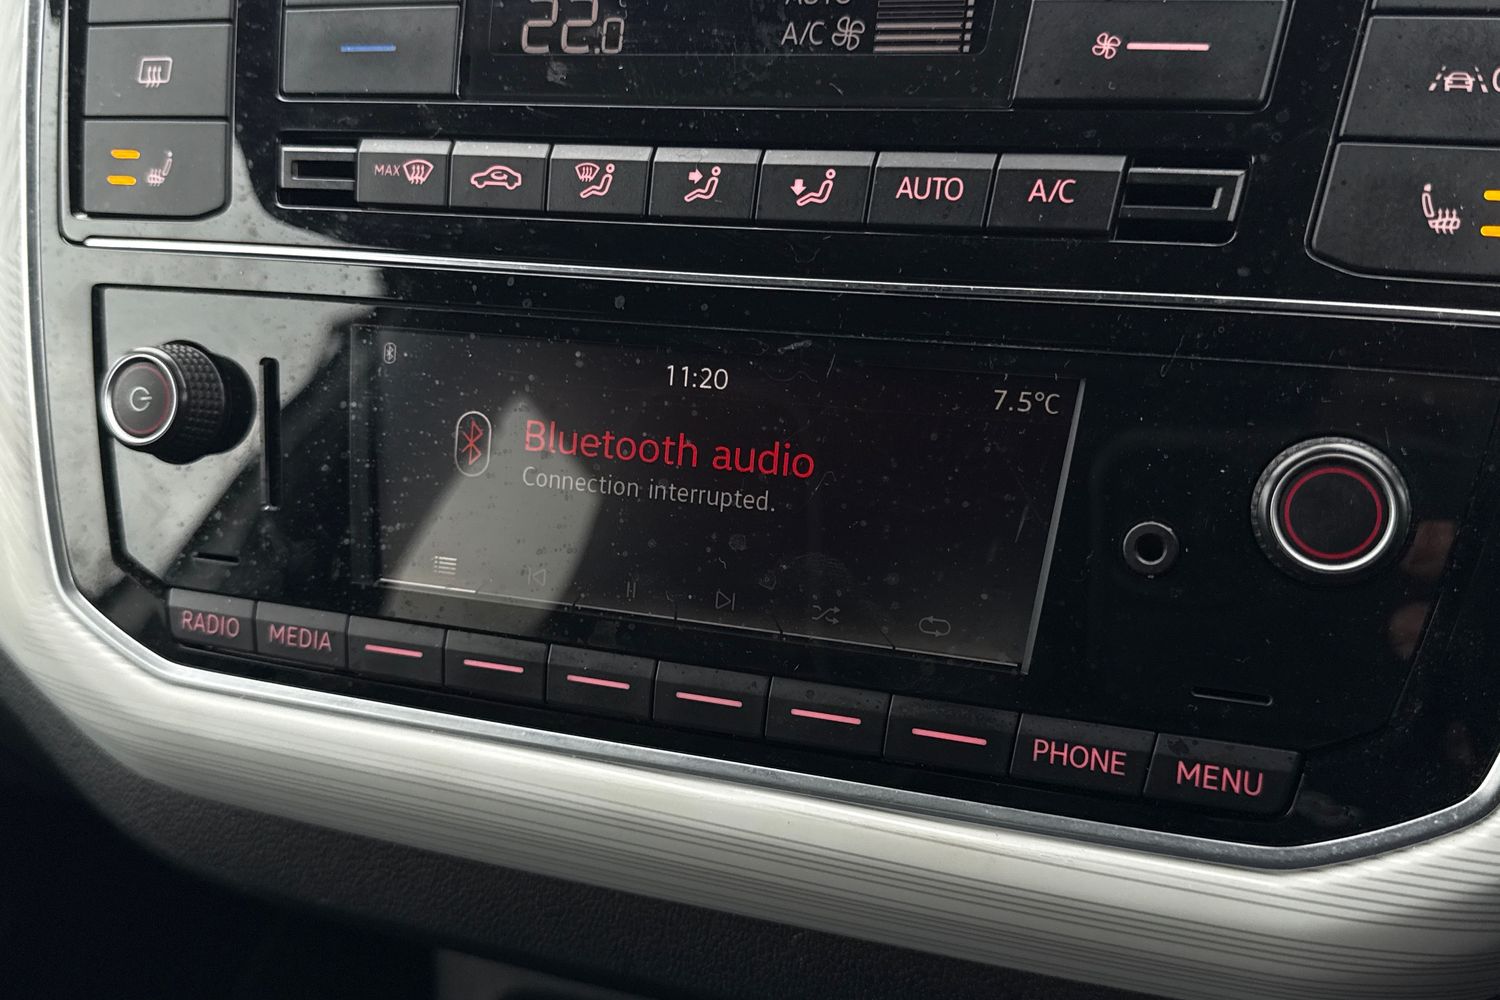 22.0
A/C
MAX
AUTO
A/C
11:20
7.5°C
Bluetooth audio
Connection interrupted.
RADIO
MEDIA
PHONE
MENU